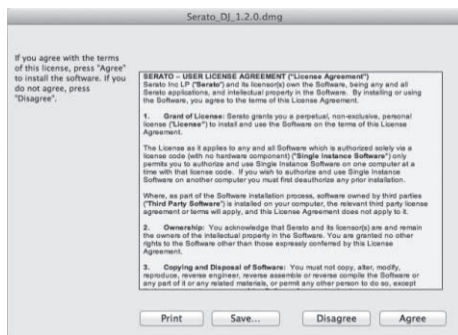 Serato_DJ_1.2.0.dmg
If you agree with the terms
of this license, press "Agree"
to install the software. If you
do not agree, press
"Disagree".
SERATO – USER LICENSE AGREEMENT ("License Agreement")
Serato Inc LP ("Serato") and its licensor(s) own the Software, being any and all
Serato applications, and intellectual property in the Software. By installing or using
the Software, you agree to the terms of this License Agreement.
1. Grant of License: Serato grants you a perpetual, non-exclusive, personal
license ("License") to install and use the Software on the terms of this License
Agreement.
The License as it applies to any and all Software which is authorized solely via a
license code (with no hardware component) ("Single Instance Software") only
permits you to authorize and use Single Instance Software on one computer at a
time with that license code. If you wish to authorize and use Single Instance
Software on another computer you must first deauthorize any prior installation.
Where, as part of the Software installation process, software owned by third parties
("Third Party Software") is installed on your computer, the relevant third party license
agreement or terms will apply, and this License Agreement does not apply to it.
2. Ownership: You acknowledge that Serato and its licensor(s) are and remain
the owners of the intellectual property in the Software. You are granted no other
rights to the Software other than those expressly conferred by this License
Agreement.
3. Copying and Disposal of Software: You must not copy, alter, modify,
reproduce, reverse engineer, reverse assemble or reverse compile the Software or
any part of it or any related materials, or permit any other person to do so, except
Print Save... Disagree Agree